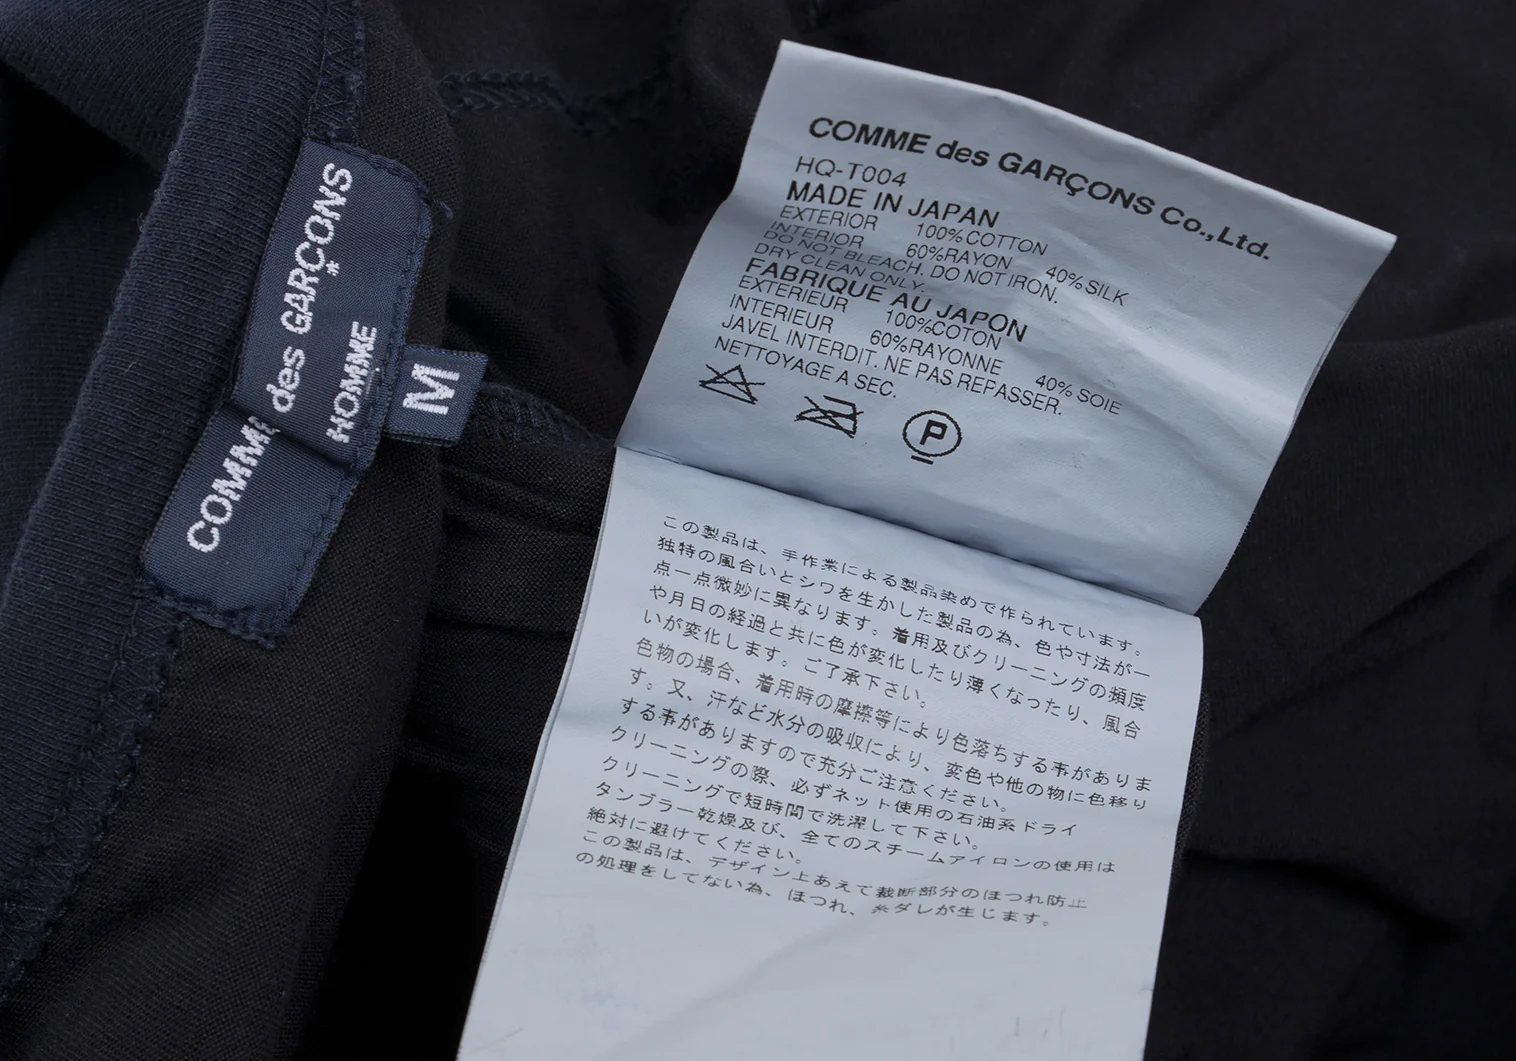 COMME des GARÇONS
HOMME
M
COMME des GARÇONS Co.,Ltd.
HQ-T004
MADE IN JAPAN
EXTERIOR 100%COTTON
INTERIOR 60%RAYON 40%SILK
DO NOT BLEACH. DO NOT IRON.
DRY CLEAN ONLY.
FABRIQUE AU JAPON
EXTERIEUR 100%COTON
INTERIEUR 60%RAYONNE 40%SOIE
JAVEL INTERDIT. NE PAS REPASSER.
NETTOYAGE A SEC.
P
この製品は、手作業による製品染めで作られています。
独特の風合いとシワを生かした製品の為、色や寸法が一
点一点微妙に異なります。着用及びクリーニングの頻度
や月日の経過と共に色が変化したり薄くなったり、風合
いが変化します。ご了承下さい。
色物の場合、着用時の摩擦等により色落ちする事がありま
す。又、汗など水分の吸収により、変色や他の物に色移り
する事がありますので充分ご注意ください。
クリーニングの際、必ずネット使用の石油系ドライ
クリーニングで短時間で洗濯して下さい。
タンブラー乾燥及び、全てのスチームアイロンの使用は
絶対に避けてください。
この製品は、デザイン上あえて裁断部分のほつれ防止
の処理をしてない為、ほつれ、糸ダレが生じます。